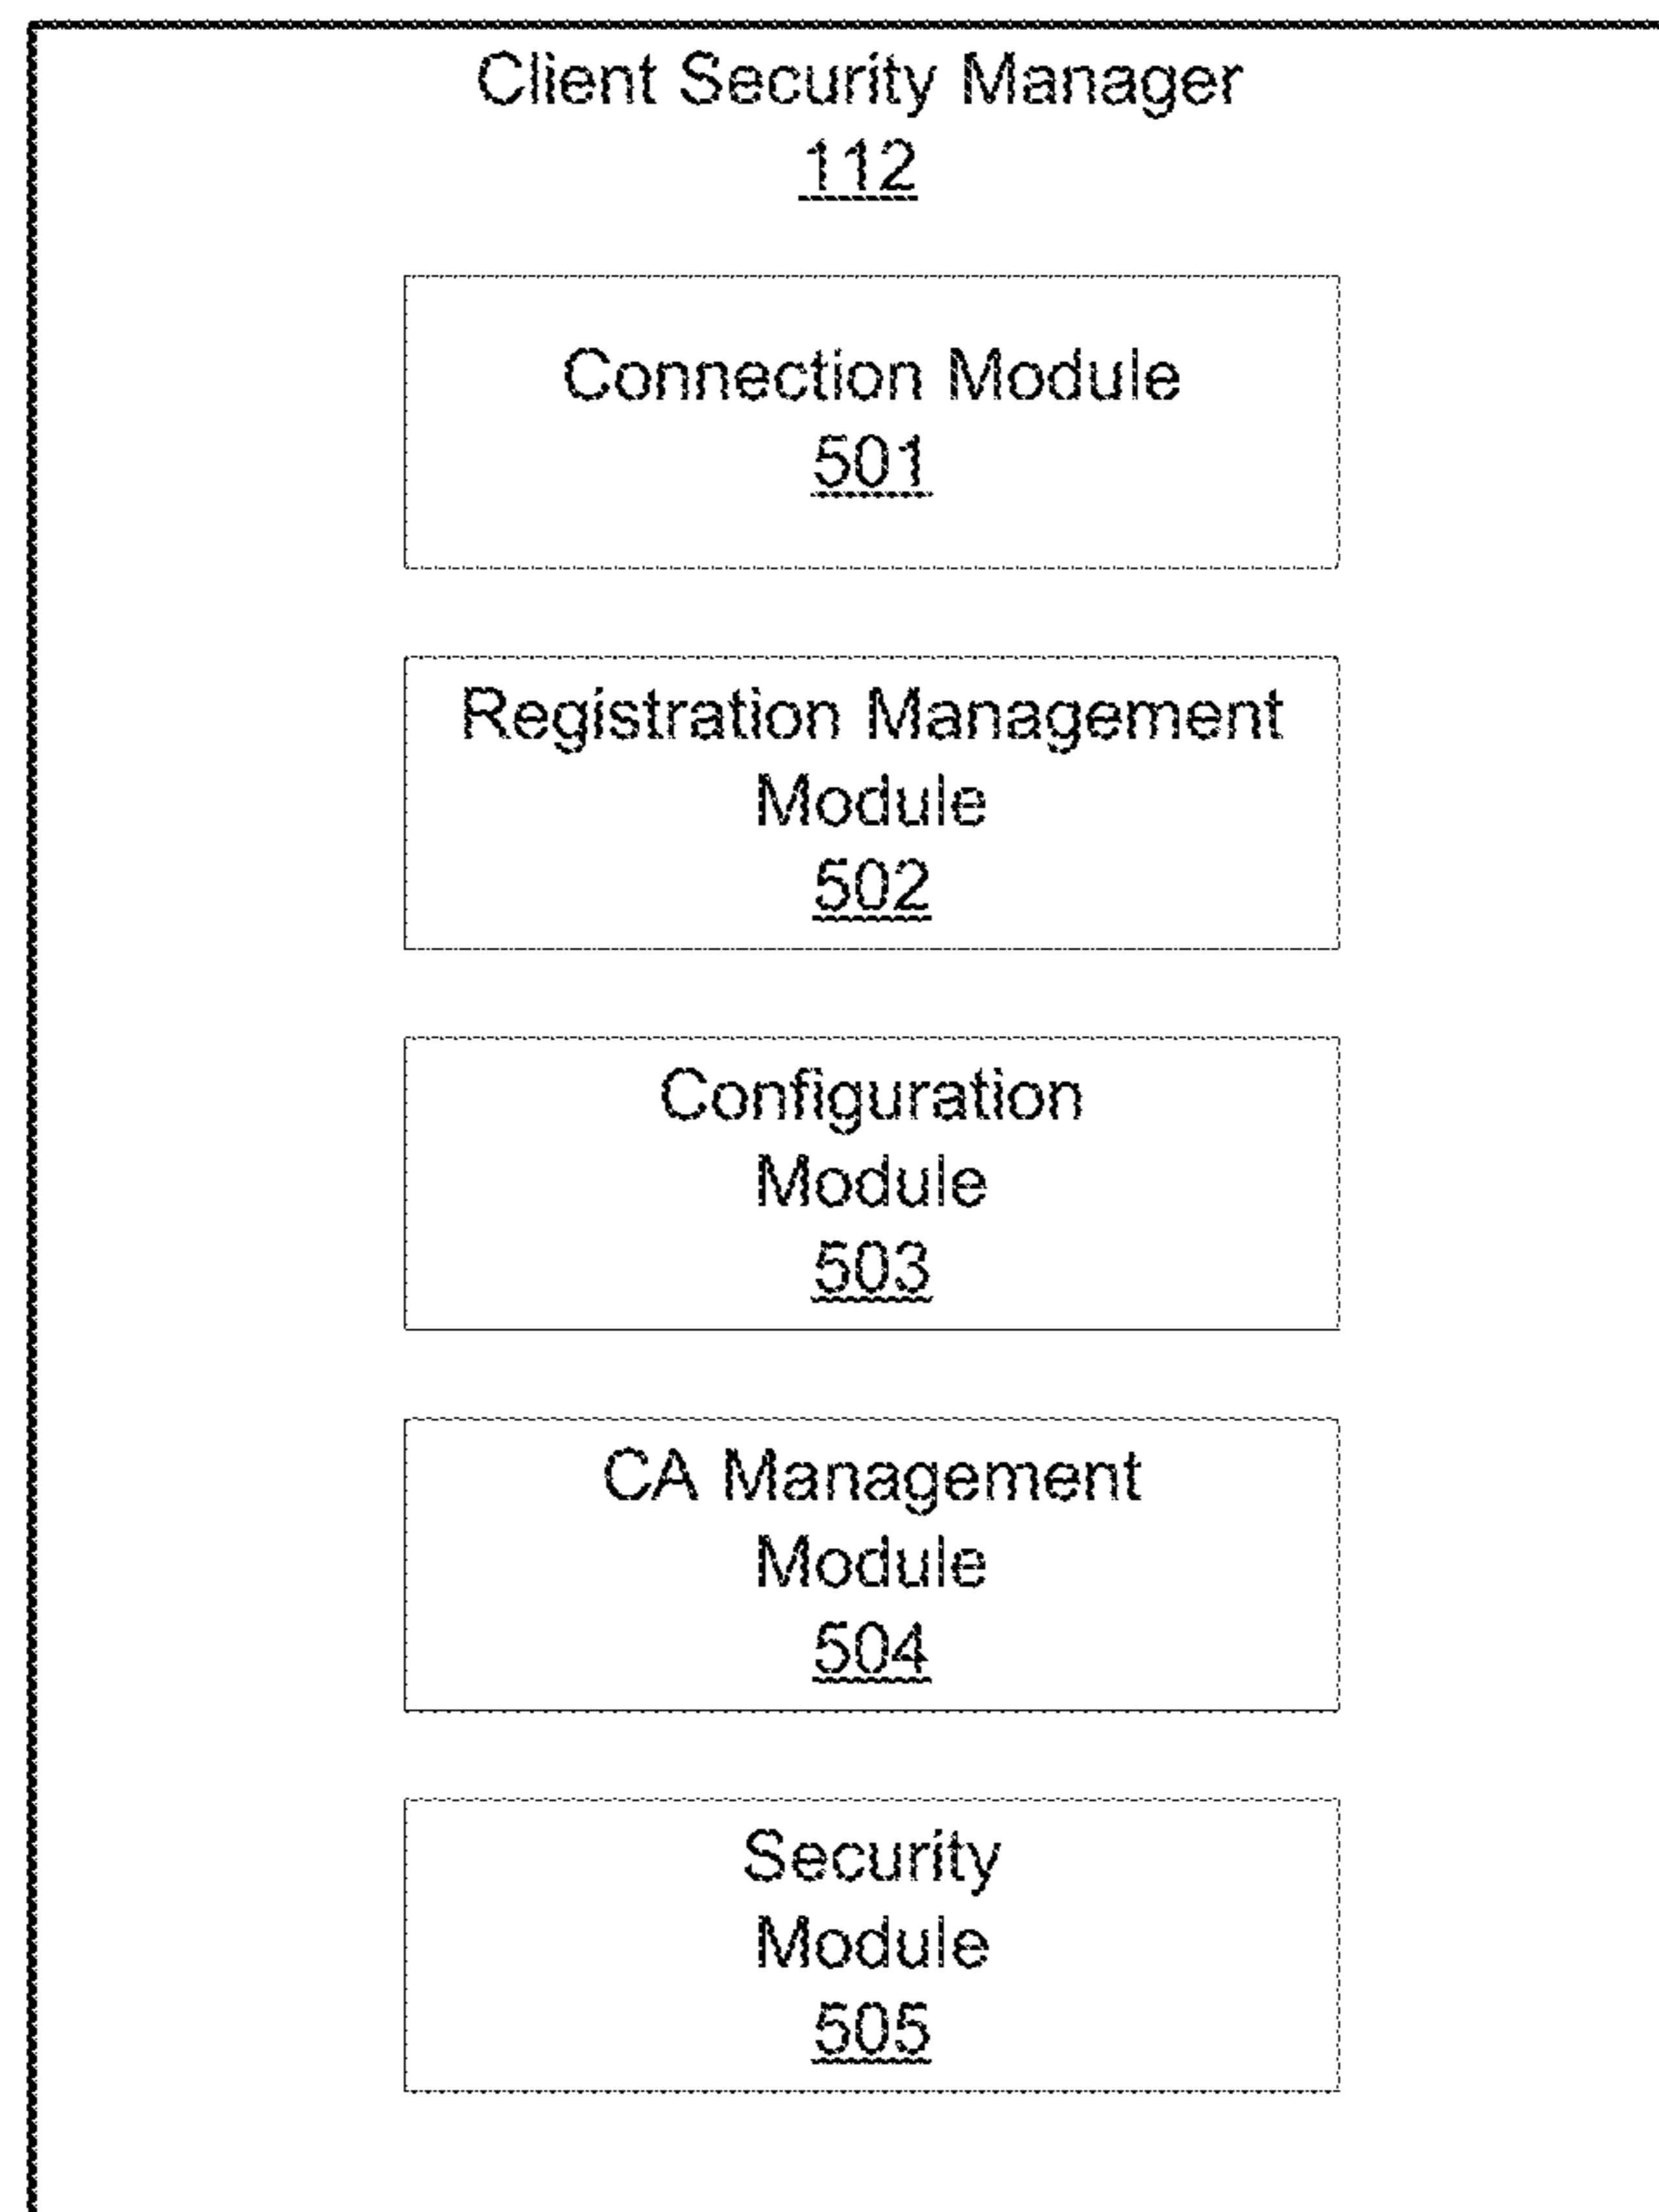 Client Security Manager
112
Connection Module
501
Registration Management
Module
502
Configuration
Module
503
CA Management
Module
504
Security
Module
505